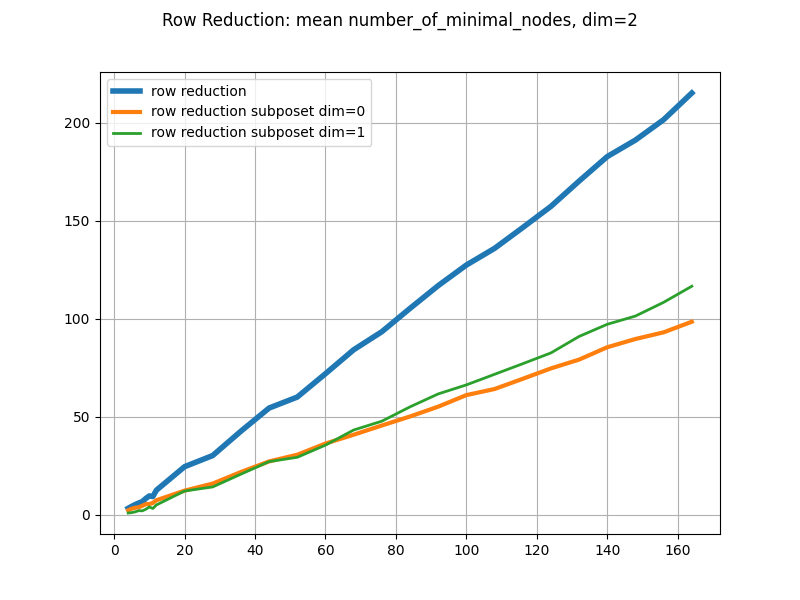 Row Reduction: mean number_of_minimal_nodes, dim=2
row reduction
row reduction subposet dim=0
row reduction subposet dim=1
200
150
100
50
0
0 20 40 60 80 100 120 140 160